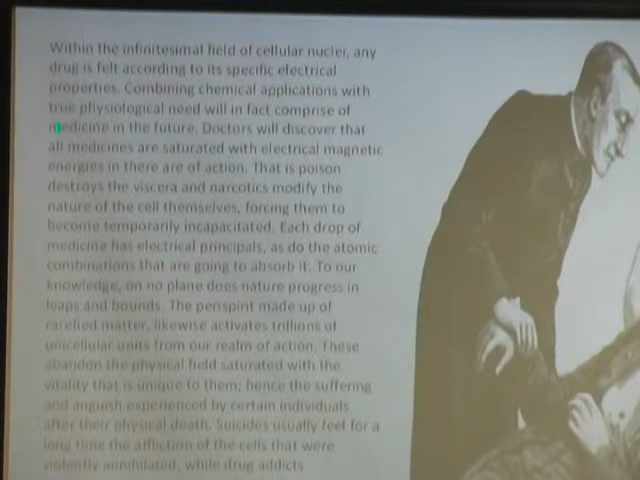 Within the infinitesimal field of cellular nuclei, any
drug is felt according to its specific electrical
properties. Combining chemical applications with
true physiological need will in fact comprise of
medicine in the future. Doctors will discover that
all medicines are saturated with electrical magnetic
energies in there are of action. That is poison
destroys the viscera and narcotics modify the
nature of the cell themselves, forcing them to
become temporarily incapacitated. Each drop of
medicine has electrical principals, as do the atomic
combinations that are going to absorb it. To our
knowledge, on no plane does nature progress in
leaps and bounds. The perispirit made up of
rarefied matter, likewise activates trillions of
unicellular units from our realm of action. These
abandon the physical field saturated with the
vitality that is unique to them; hence the suffering
and anguish experienced by certain individuals
after their physical death. Suicides usually feel for a
long time the affliction of the cells that were
violently annihilated, while drug addicts